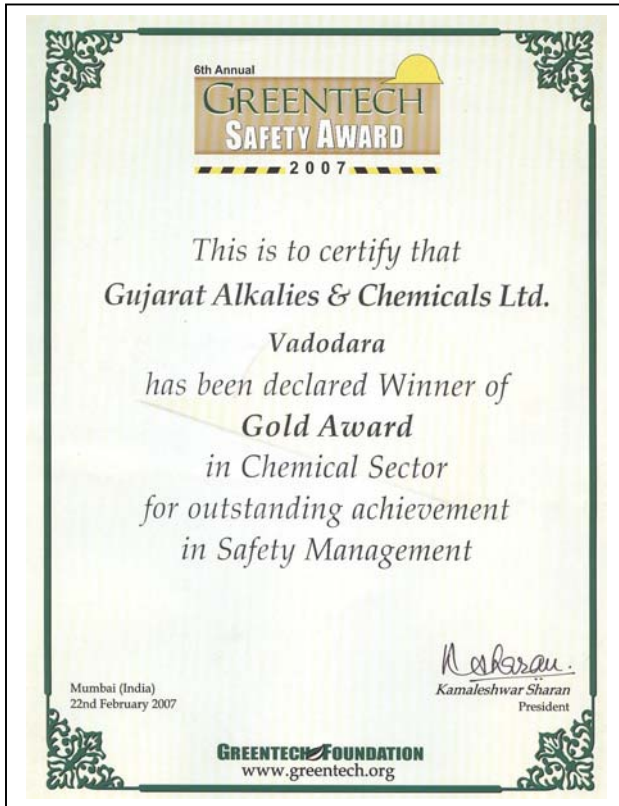 6th Annual
GREENTECH
SAFETY AWARD
2007
This is to certify that
Gujarat Alkalies & Chemicals Ltd.
Vadodara
has been declared Winner of
Gold Award
in Chemical Sector
for outstanding achievement
in Safety Management
K Sharan.
Mumbai (India)
22nd February 2007
Kamaleshwar Sharan
President
GREENTECH FOUNDATION
www.greentech.org